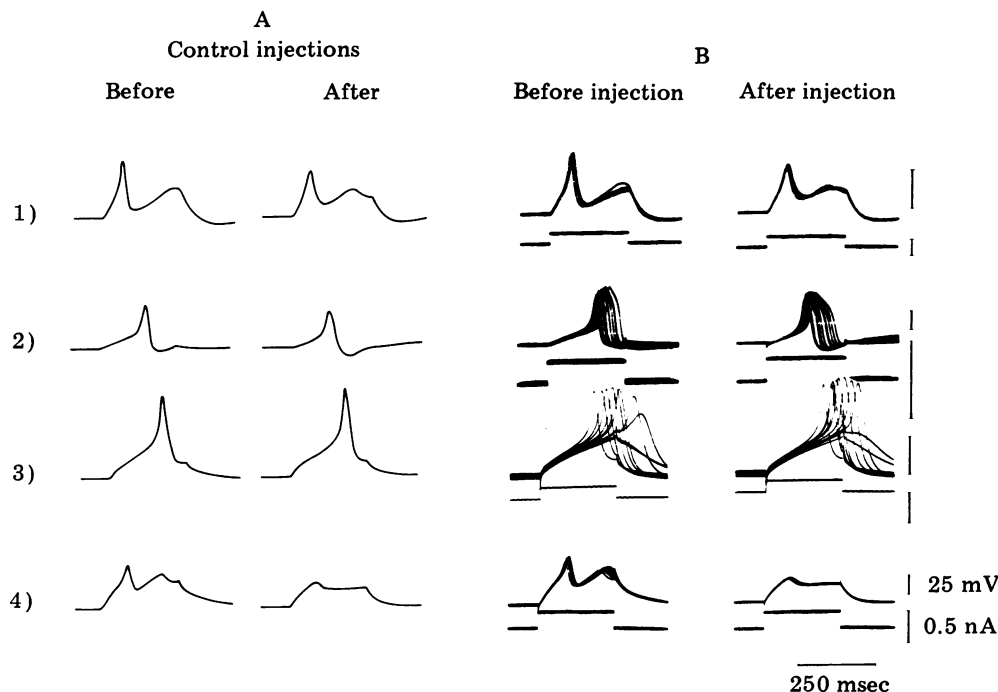 A
Control injections
Before After
B
Before injection After injection
1)
2)
3)
4)
25 mV
0.5 nA
250 msec